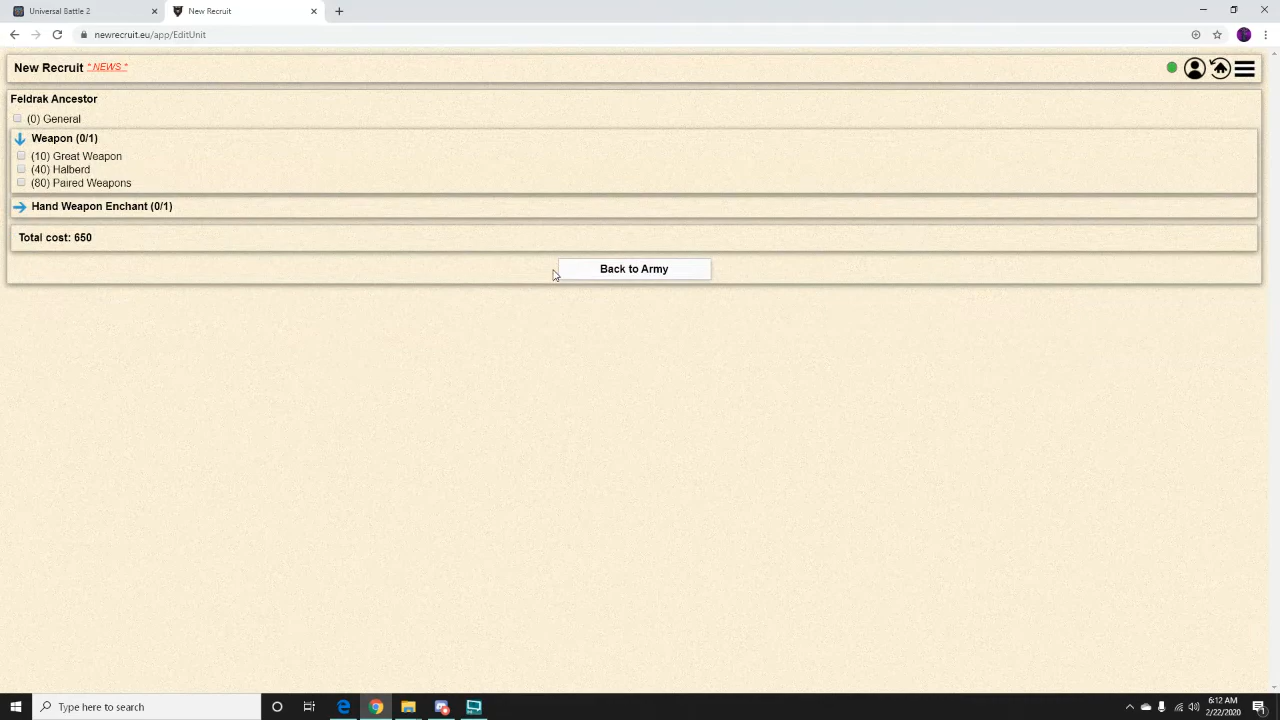 Universal Battle 2
New Recruit
newrecruit.eu/app/EditUnit
New Recruit * NEWS *
Feldrak Ancestor
(0) General
Weapon (0/1)
(10) Great Weapon
(40) Halberd
(80) Paired Weapons
Hand Weapon Enchant (0/1)
Total cost: 650
Back to Army
Type here to search
6:12 AM
2/22/2020
1